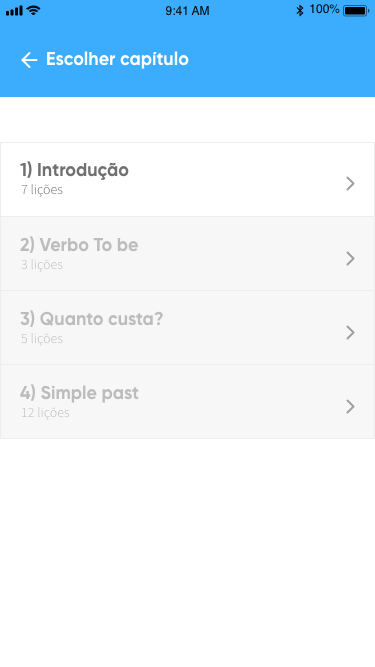 9:41 AM 100%
Escolher capítulo
1) Introdução
7 lições
2) Verbo To be
3 lições
3) Quanto custa?
5 lições
4) Simple past
12 lições